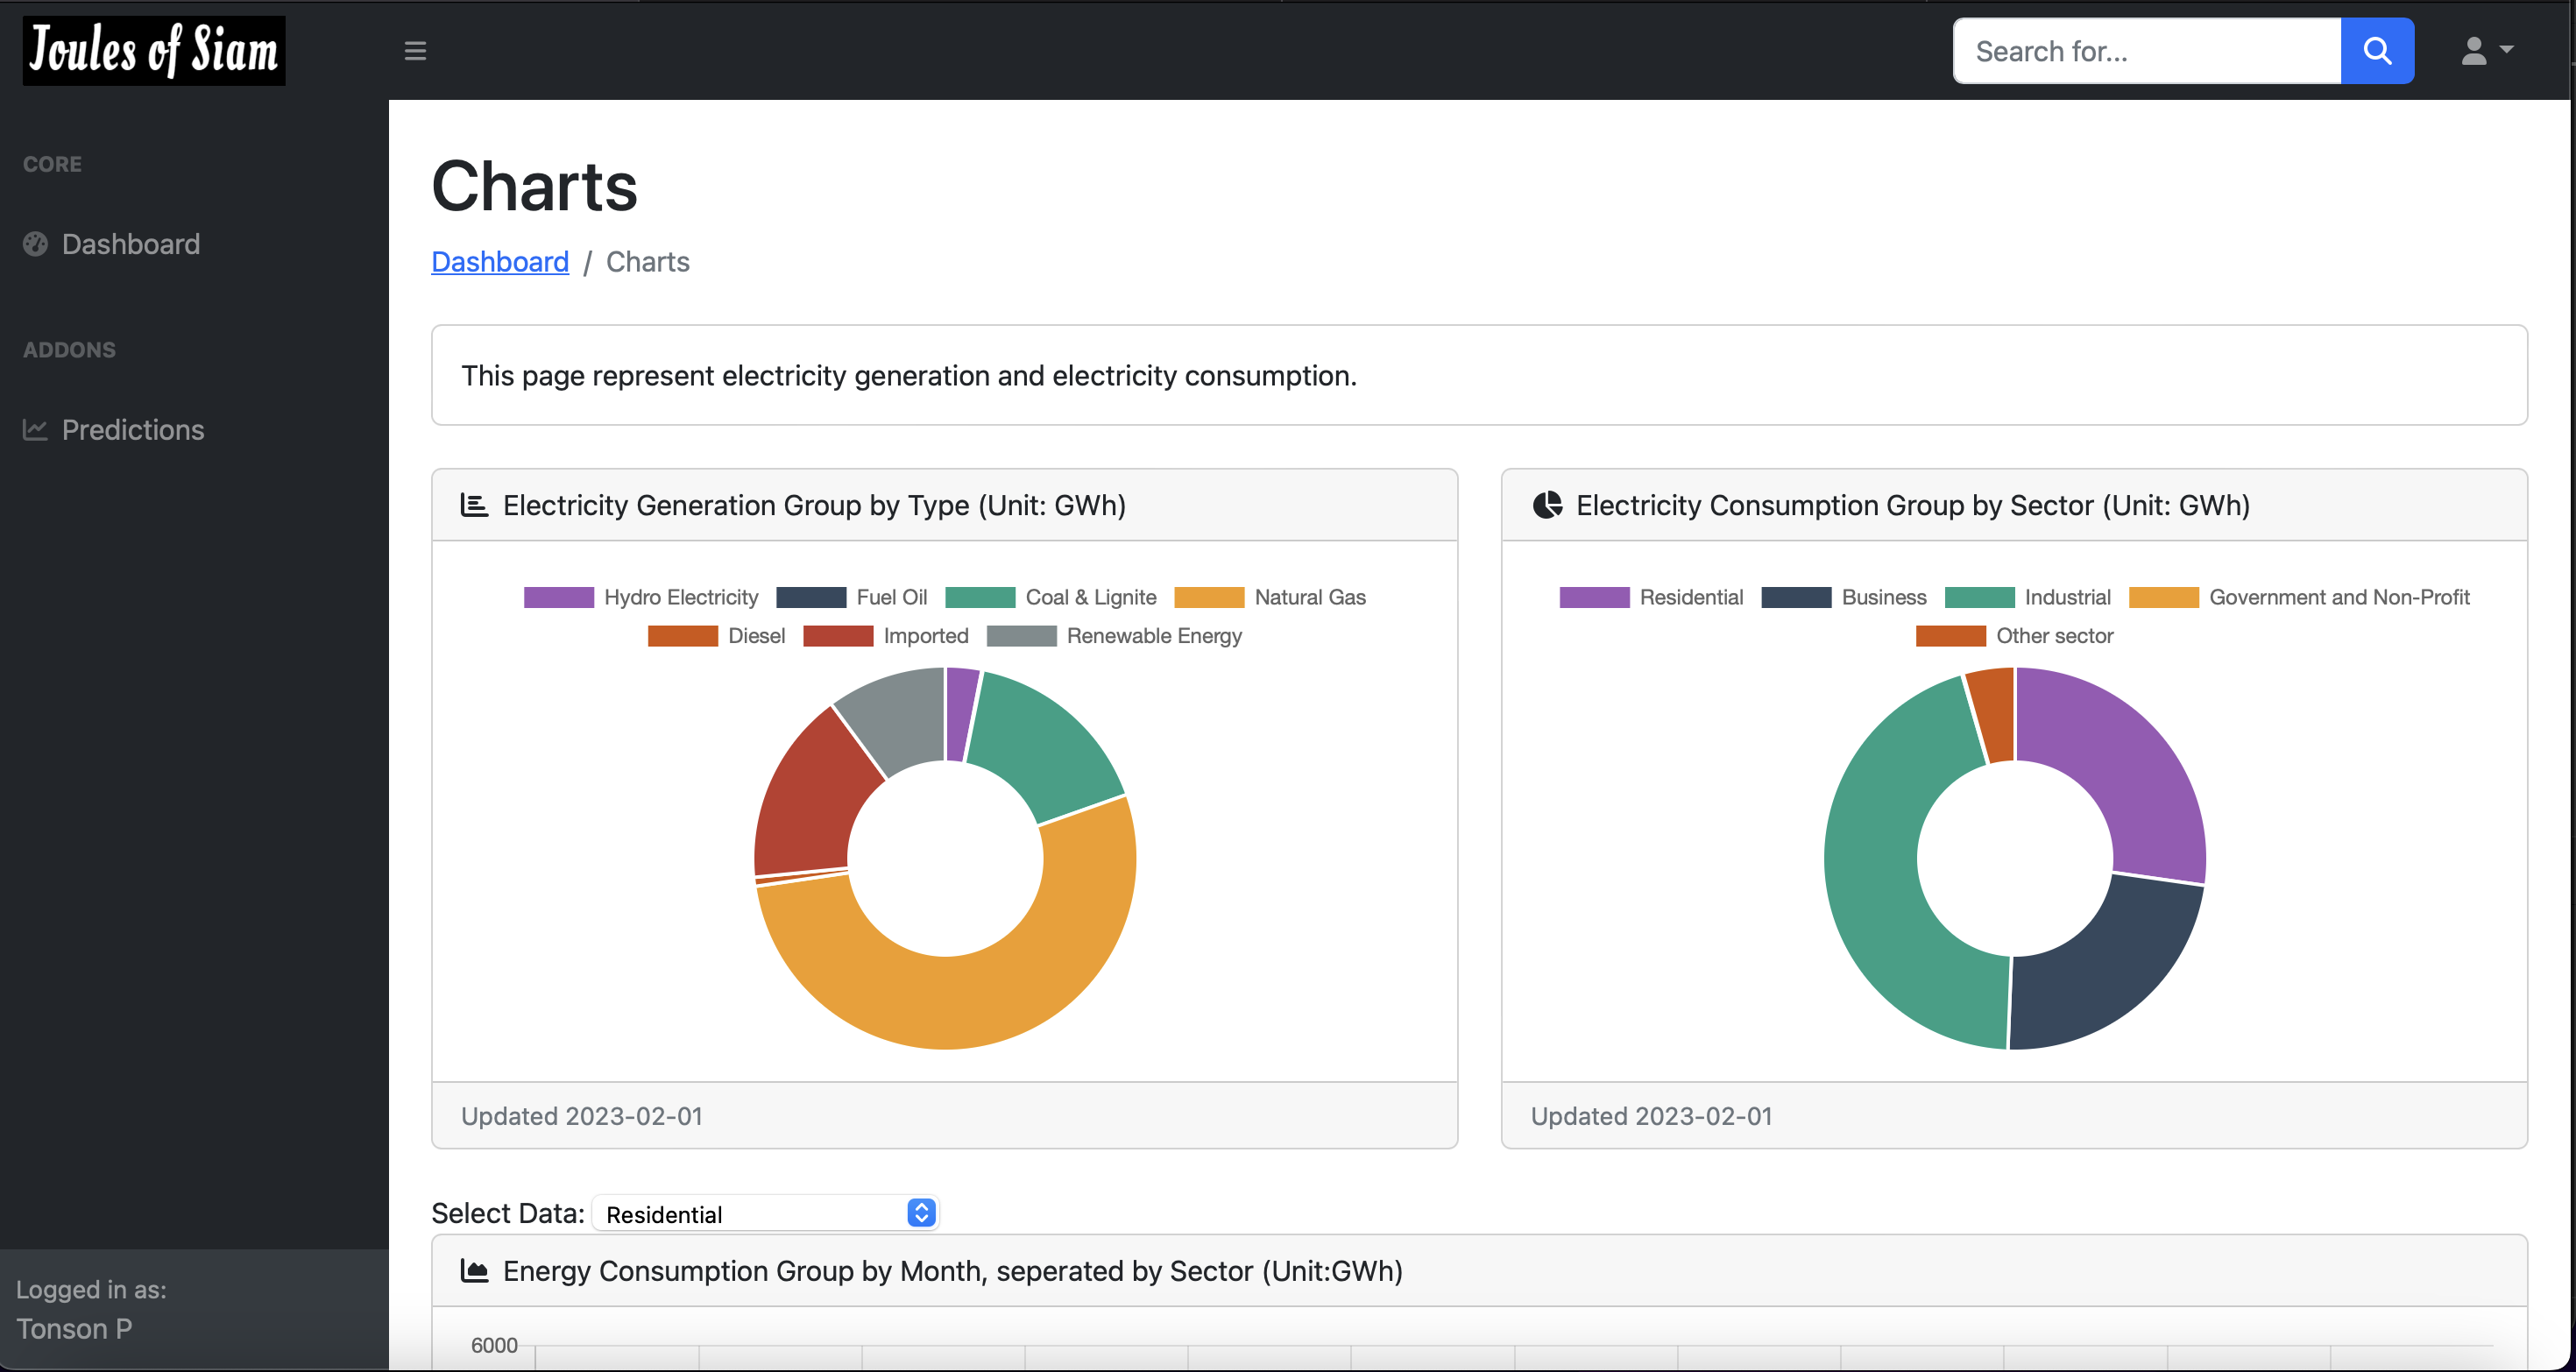 Joules of Siam
Search for...
CORE
Dashboard
ADDONS
Predictions
Logged in as:
Tonson P
Charts
Dashboard / Charts
This page represent electricity generation and electricity consumption.
Electricity Generation Group by Type (Unit: GWh)
Hydro Electricity Fuel Oil Coal & Lignite Natural Gas
Diesel Imported Renewable Energy
Updated 2023-02-01
Electricity Consumption Group by Sector (Unit: GWh)
Residential Business Industrial Government and Non-Profit
Other sector
Updated 2023-02-01
Select Data: Residential
Energy Consumption Group by Month, seperated by Sector (Unit:GWh)
6000